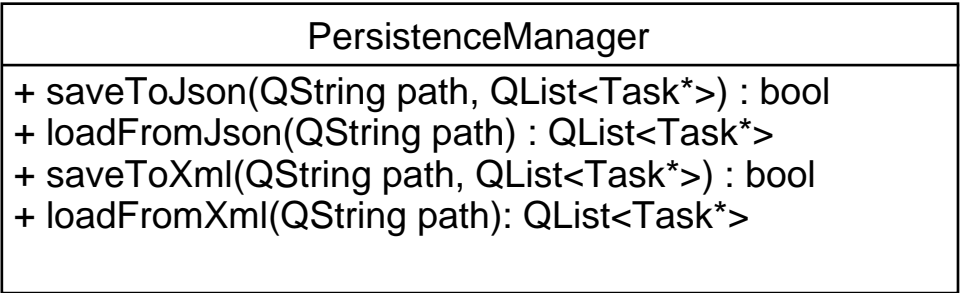 PersistenceManager
+ saveToJson(QString path, QList<Task*>) : bool
+ loadFromJson(QString path) : QList<Task*>
+ saveToXml(QString path, QList<Task*>) : bool
+ loadFromXml(QString path): QList<Task*>